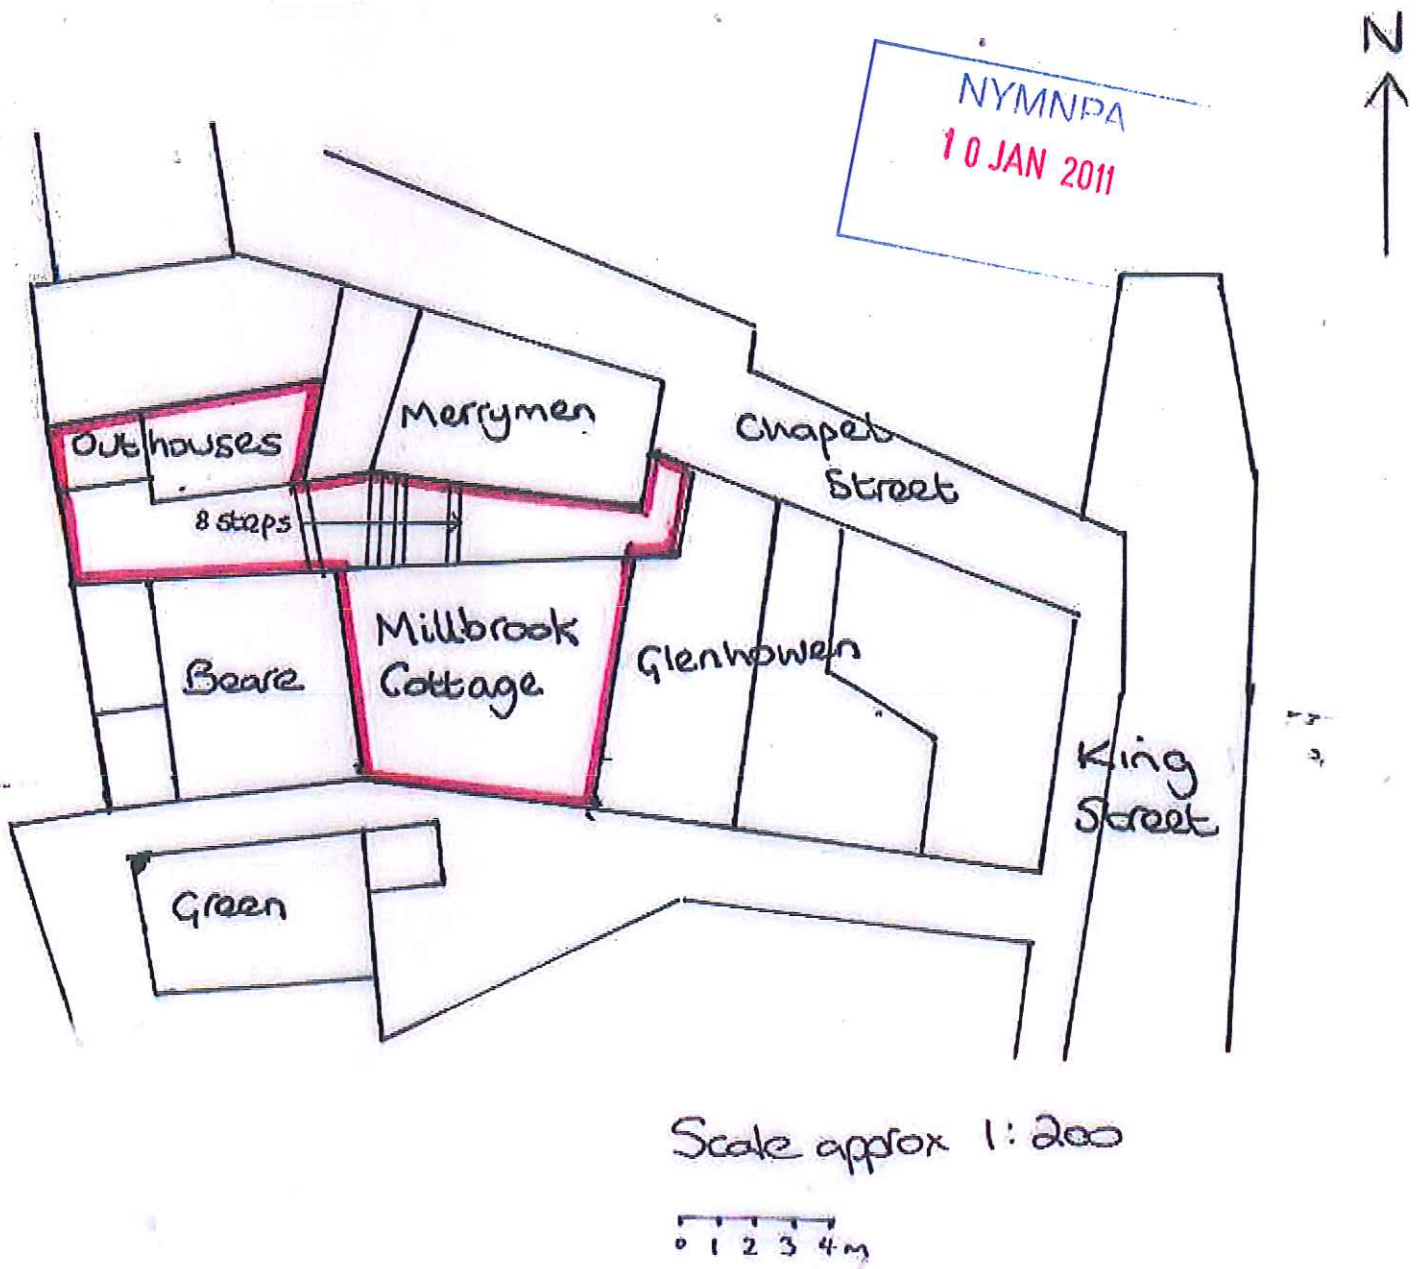 N
NYMNPA
10 JAN 2011
Merrymen
Chapel
Street
Outhouses
8 steps
Millbrook
Cottage
Glenhowen
Beare
King
Street
Green
Scale approx 1:200
0 1 2 3 4m